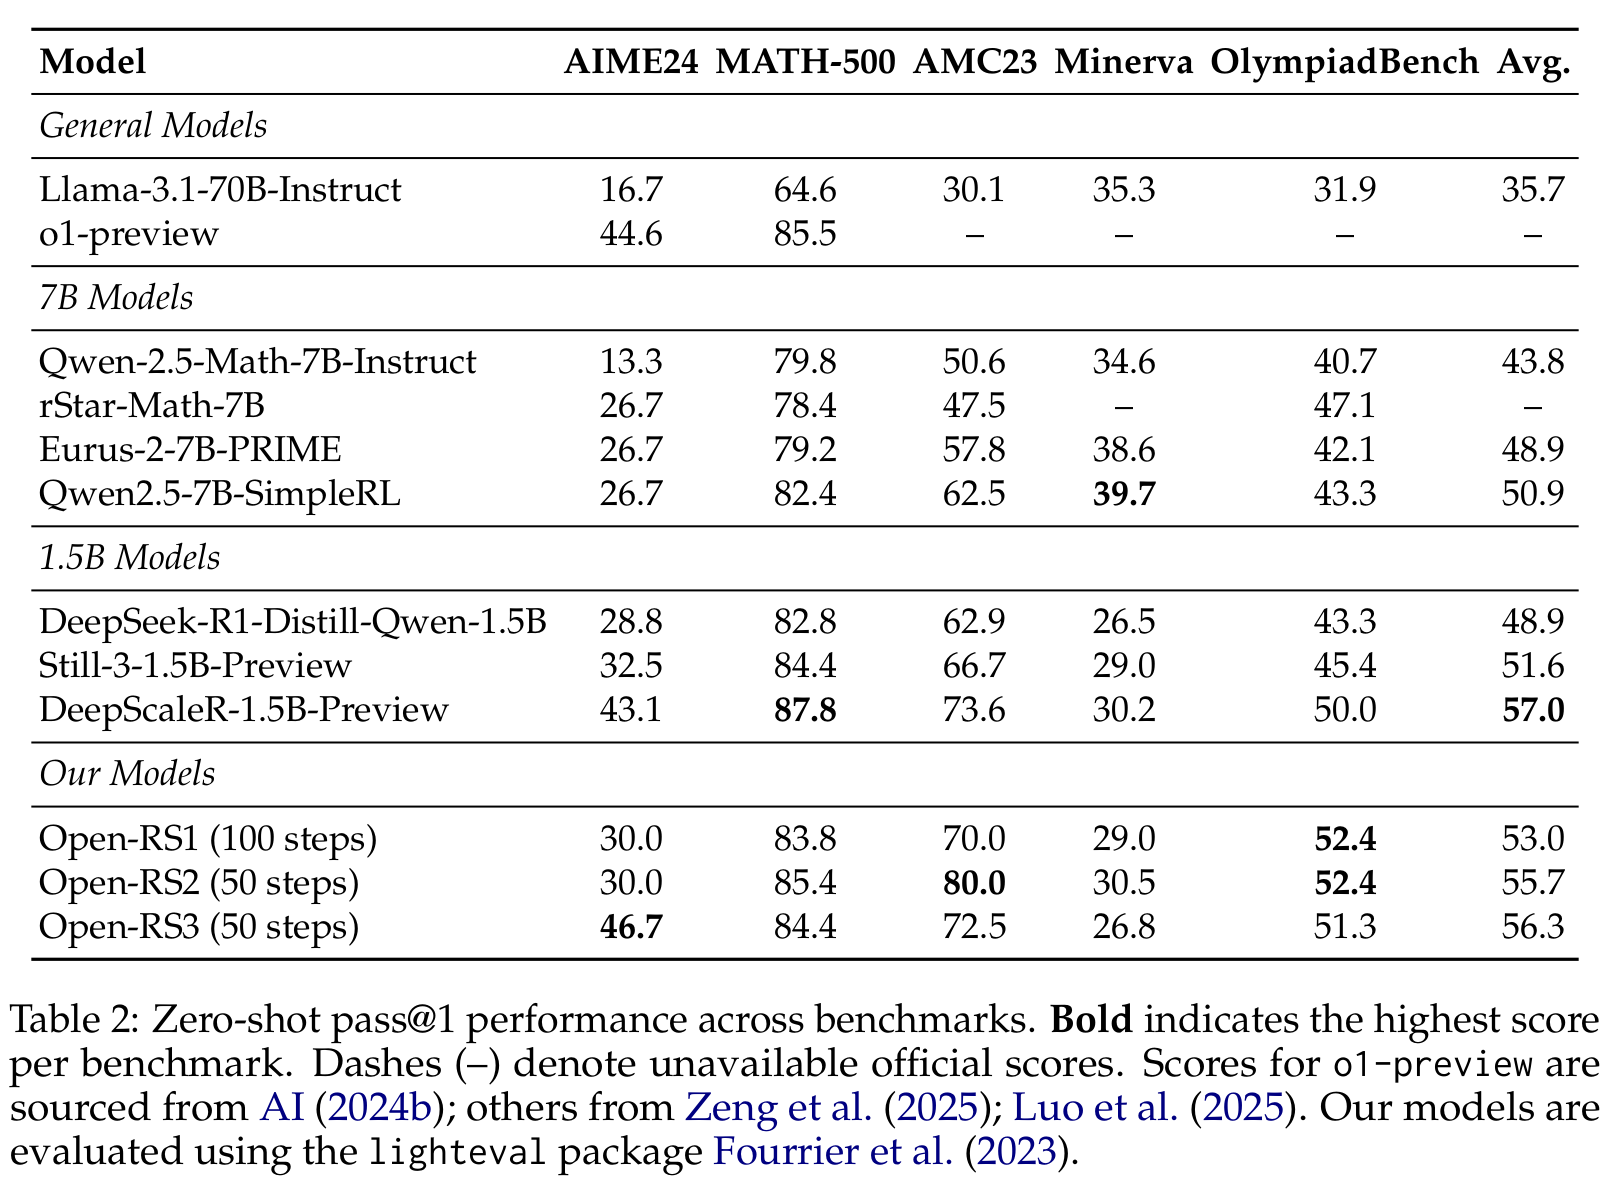 Model AIME24 MATH-500 AMC23 Minerva OlympiadBench Avg.
General Models
Llama-3.1-70B-Instruct 16.7 64.6 30.1 35.3 31.9 35.7
o1-preview 44.6 85.5 – – – –
7B Models
Qwen-2.5-Math-7B-Instruct 13.3 79.8 50.6 34.6 40.7 43.8
rStar-Math-7B 26.7 78.4 47.5 – 47.1 –
Eurus-2-7B-PRIME 26.7 79.2 57.8 38.6 42.1 48.9
Qwen2.5-7B-SimpleRL 26.7 82.4 62.5 39.7 43.3 50.9
1.5B Models
DeepSeek-R1-Distill-Qwen-1.5B 28.8 82.8 62.9 26.5 43.3 48.9
Still-3-1.5B-Preview 32.5 84.4 66.7 29.0 45.4 51.6
DeepScaleR-1.5B-Preview 43.1 87.8 73.6 30.2 50.0 57.0
Our Models
Open-RS1 (100 steps) 30.0 83.8 70.0 29.0 52.4 53.0
Open-RS2 (50 steps) 30.0 85.4 80.0 30.5 52.4 55.7
Open-RS3 (50 steps) 46.7 84.4 72.5 26.8 51.3 56.3
Table 2: Zero-shot pass@1 performance across benchmarks. Bold indicates the highest score
per benchmark. Dashes (–) denote unavailable official scores. Scores for o1-preview are
sourced from AI (2024b); others from Zeng et al. (2025); Luo et al. (2025). Our models are
evaluated using the lighteval package Fourrier et al. (2023).